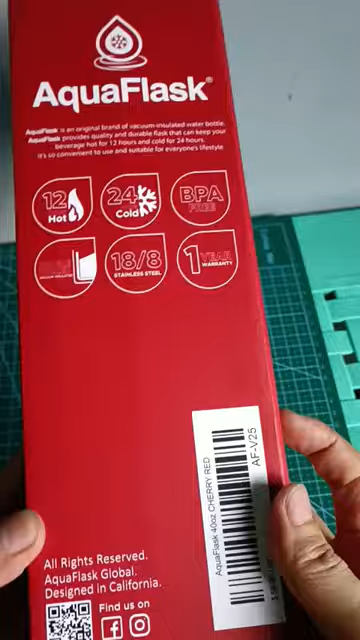 AquaFlask®
AquaFlask is an original brand of vacuum insulated water bottle.
AquaFlask provides quality and durable flask that can keep your
beverage hot for 12 hours and cold for 24 hours.
It's so convenient to use and suitable for everyone's lifestyle
12 Hot
24 Cold
BPA FREE
18/8 STAINLESS STEEL
1 YEAR WARRANTY
AquaFlask 40oz CHERRY RED
AF-V25
All Rights Reserved.
AquaFlask Global.
Designed in California.
Find us on